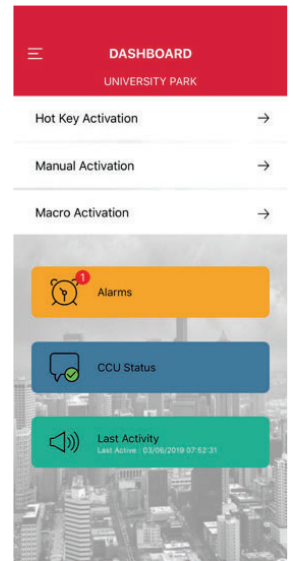 DASHBOARD
UNIVERSITY PARK
Hot Key Activation
Manual Activation
Macro Activation
1
Alarms
CCU Status
Last Activity
Last Active : 03/06/2019 07:52:31